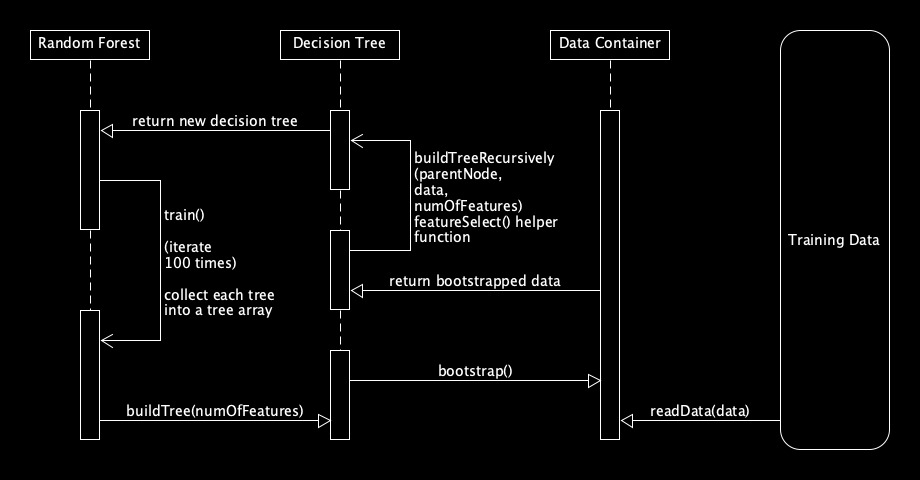 Random Forest
Decision Tree
Data Container
return new decision tree
buildTreeRecursively
(parentNode,
data,
numOfFeatures)
featureSelect() helper
function
train()
(iterate
100 times)
collect each tree
into a tree array
Training Data
return bootstrapped data
bootstrap()
buildTree(numOfFeatures)
readData(data)